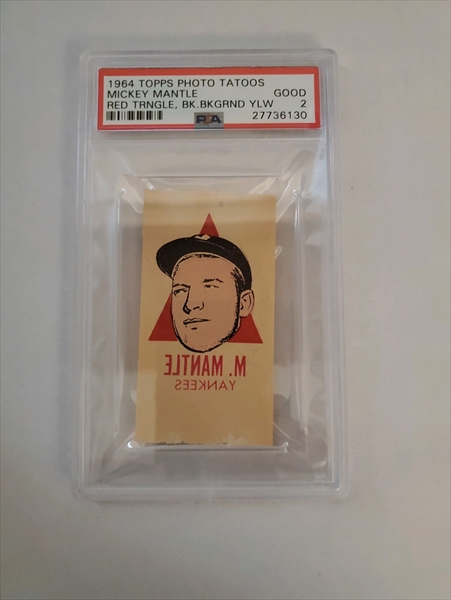 1964 TOPPS PHOTO TATOOS
MICKEY MANTLE GOOD
RED TRNGLE, BK.BKGRND YLW 2
PSA 27736130
M. MANTLE
YANKEES